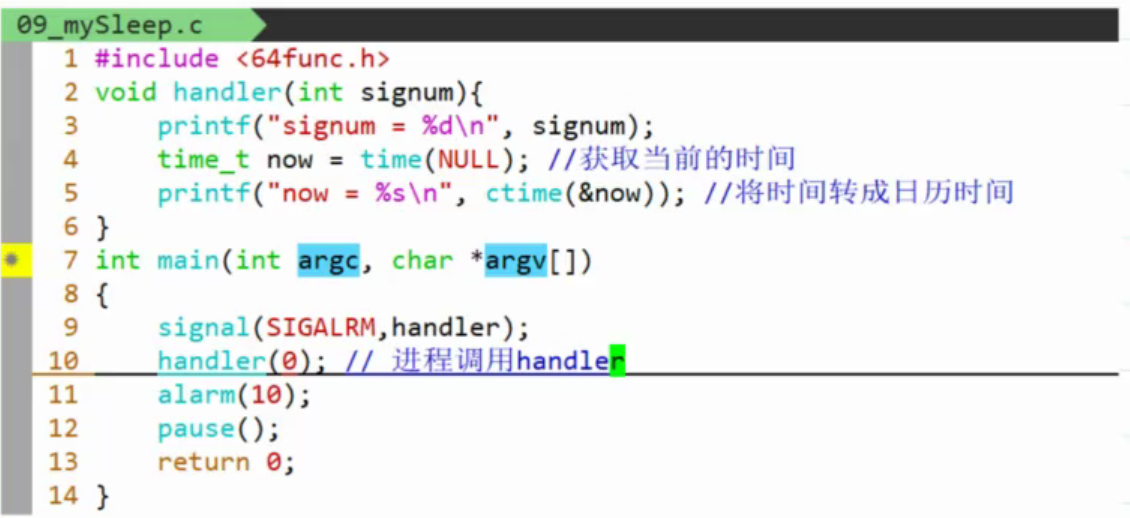 09_mySleep.c
1 #include <64func.h>
2 void handler(int signum){
3     printf("signum = %d\n", signum);
4     time_t now = time(NULL); //获取当前的时间
5     printf("now = %s\n", ctime(&now)); //将时间转成日历时间
6 }
7 int main(int argc, char *argv[])
8 {
9     signal(SIGALRM,handler);
10     handler(0); // 进程调用handler
11     alarm(10);
12     pause();
13     return 0;
14 }